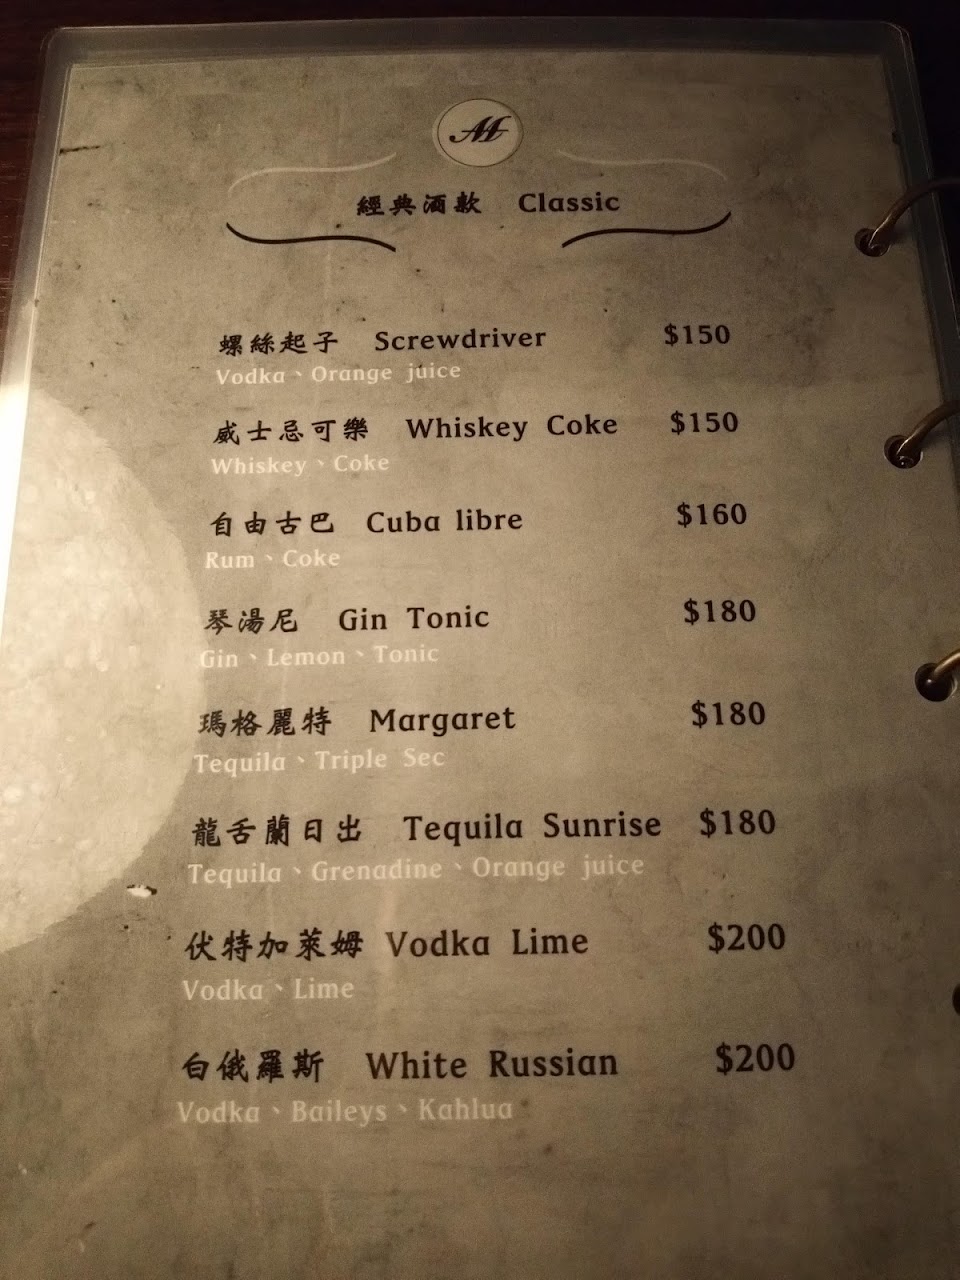 M
經典酒款 Classic
螺絲起子 Screwdriver $150
Vodka、Orange juice
威士忌可樂 Whiskey Coke $150
Whiskey、Coke
自由古巴 Cuba libre $160
Rum、Coke
琴湯尼 Gin Tonic $180
Gin、Lemon、Tonic
瑪格麗特 Margaret $180
Tequila、Triple Sec
龍舌蘭日出 Tequila Sunrise $180
Tequila、Grenadine、Orange juice
伏特加萊姆 Vodka Lime $200
Vodka、Lime
白俄羅斯 White Russian $200
Vodka、Baileys、Kahlua